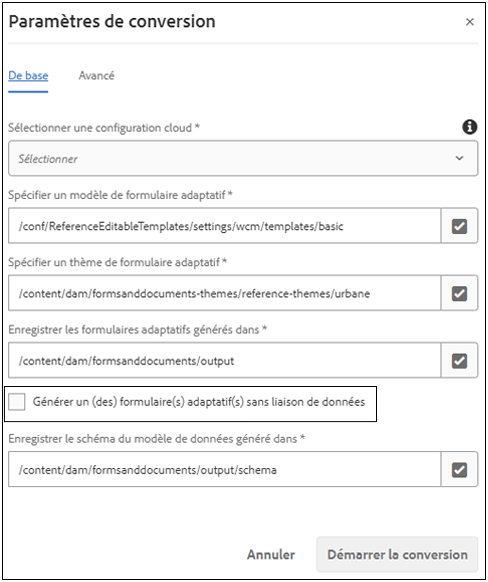 Paramètres de conversion
De base
Avancé
Sélectionner une configuration cloud *
Sélectionner
Spécifier un modèle de formulaire adaptatif *
/conf/ReferenceEditableTemplates/settings/wcm/templates/basic
Spécifier un thème de formulaire adaptatif *
/content/dam/formsanddocuments-themes/reference-themes/urbane
Enregistrer les formulaires adaptatifs générés dans *
/content/dam/formsanddocuments/output
Générer un (des) formulaire(s) adaptatif(s) sans liaison de données
Enregistrer le schéma du modèle de données généré dans *
/content/dam/formsanddocuments/output/schema
Annuler
Démarrer la conversion